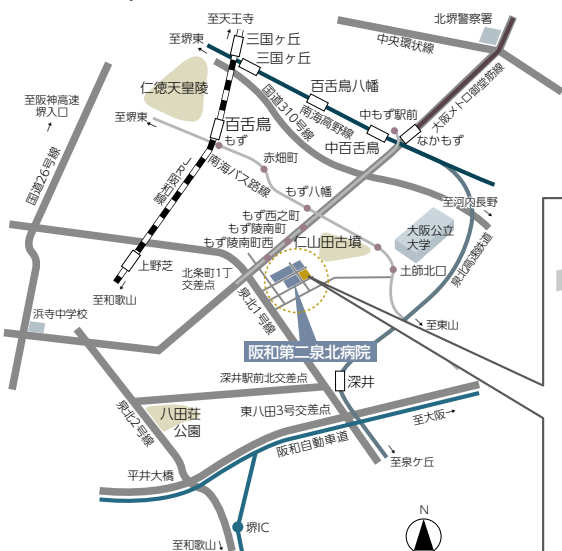 至天王寺
北堺警察署
至堺東
三国ヶ丘
三国ヶ丘
中央環状線
仁徳天皇陵
百舌鳥八幡
大阪メトロ御堂筋線
至阪神高速
堺入口
国道310号線
南海高野線
中もず駅前
至堺東
百舌鳥
もず
中百舌鳥
なかもず
国道26号線
JR阪和線
南海バス路線
赤畑町
もず八幡
至河内長野
もず西之町
もず陵南町
もず陵南町西
仁山田古墳
大阪公立
大学
泉北高速鉄道
上野芝
北条町1丁
交差点
土師北口
至和歌山
浜寺中学校
泉北1号線
至東山
阪和第二泉北病院
深井駅前北交差点
深井
泉北2号線
八田荘
公園
東八田3号交差点
至大阪
阪和自動車道
至泉ケ丘
平井大橋
堺IC
至和歌山
N